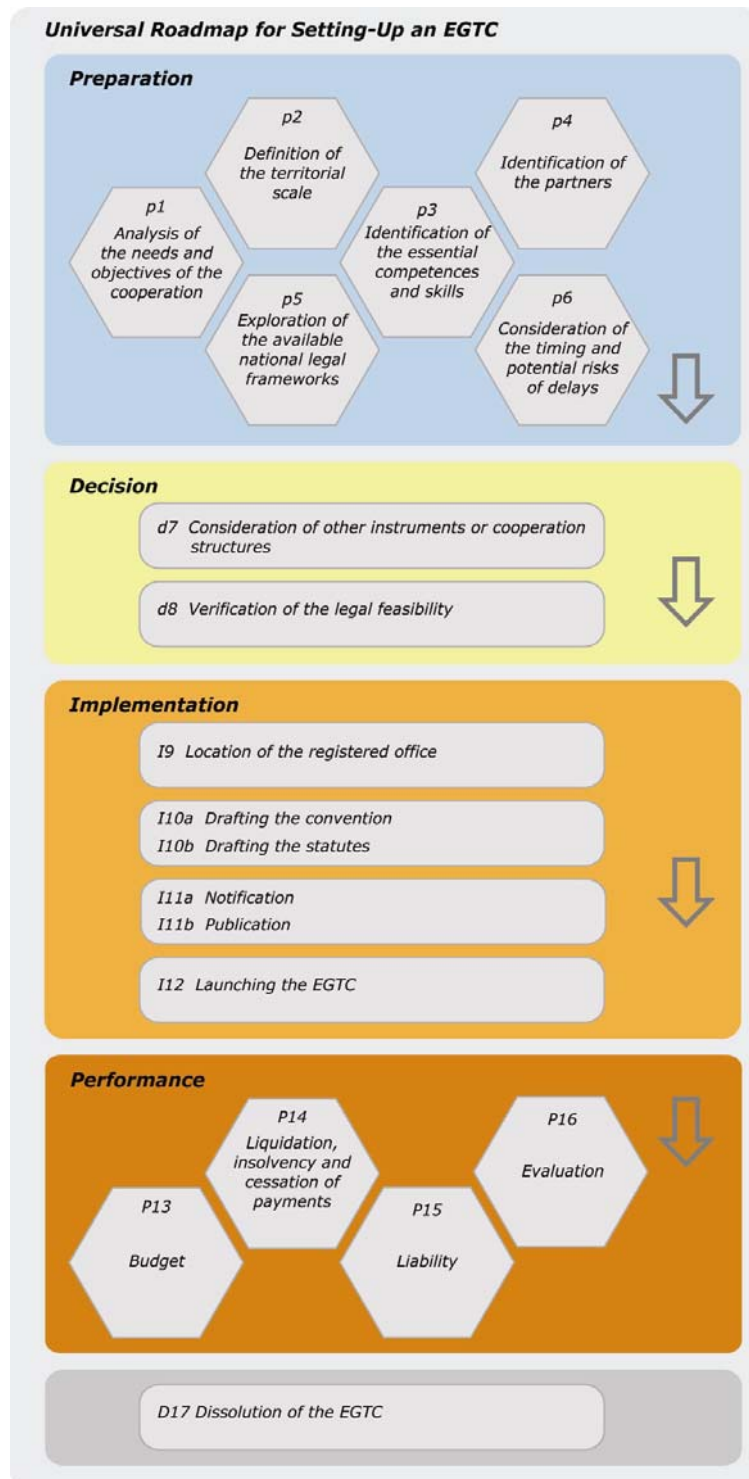 Universal Roadmap for Setting-Up an EGTC
Preparation
p1
Analysis of
the needs and
objectives of the
cooperation
p2
Definition of
the territorial
scale
p3
Identification of
the essential
competences
and skills
p4
Identification of
the partners
p5
Exploration of
the available
national legal
frameworks
p6
Consideration of
the timing and
potential risks
of delays
Decision
d7 Consideration of other instruments or cooperation
structures
d8 Verification of the legal feasibility
Implementation
I9 Location of the registered office
I10a Drafting the convention
I10b Drafting the statutes
I11a Notification
I11b Publication
I12 Launching the EGTC
Performance
P13
Budget
P14
Liquidation,
insolvency and
cessation of
payments
P15
Liability
P16
Evaluation
D17 Dissolution of the EGTC